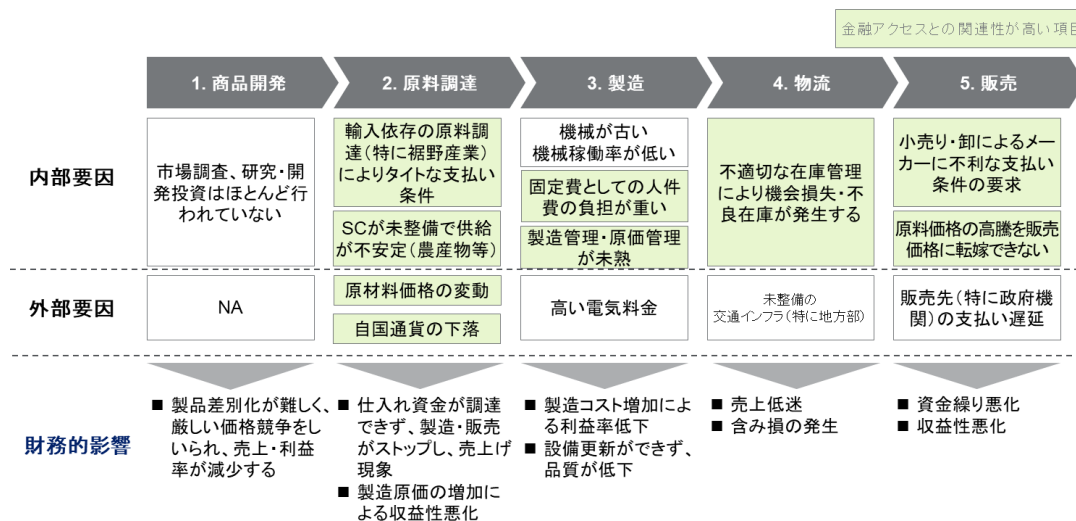 金融アクセスとの関連性が高い項目
1. 商品開発
2. 原料調達
3. 製造
4. 物流
5. 販売
内部要因
市場調査、研究・開
発投資はほとんど行
われていない
輸入依存の原料調
達(特に裾野産業)
によりタイトな支払い
条件
SCが未整備で供給
が不安定(農産物等)
機械が古い
機械稼働率が低い
固定費としての人件
費の負担が重い
製造管理・原価管理
が未熟
不適切な在庫管理
により機会損失・不
良在庫が発生する
小売り・卸によるメー
カーに不利な支払い
条件の要求
原料価格の高騰を販売
価格に転嫁できない
外部要因
NA
原材料価格の変動
自国通貨の下落
高い電気料金
未整備の
交通インフラ(特に地方部)
販売先(特に政府機
関)の支払い遅延
財務的影響
■ 製品差別化が難しく、
厳しい価格競争をし
いられ、売上・利益
率が減少する
■ 仕入れ資金が調達
できず、製造・販売
がストップし、売上げ
現象
■ 製造原価の増加に
よる収益性悪化
■ 製造コスト増加によ
る利益率低下
■ 設備更新ができず、
品質が低下
■ 売上低迷
■ 含み損の発生
■ 資金繰り悪化
■ 収益性悪化